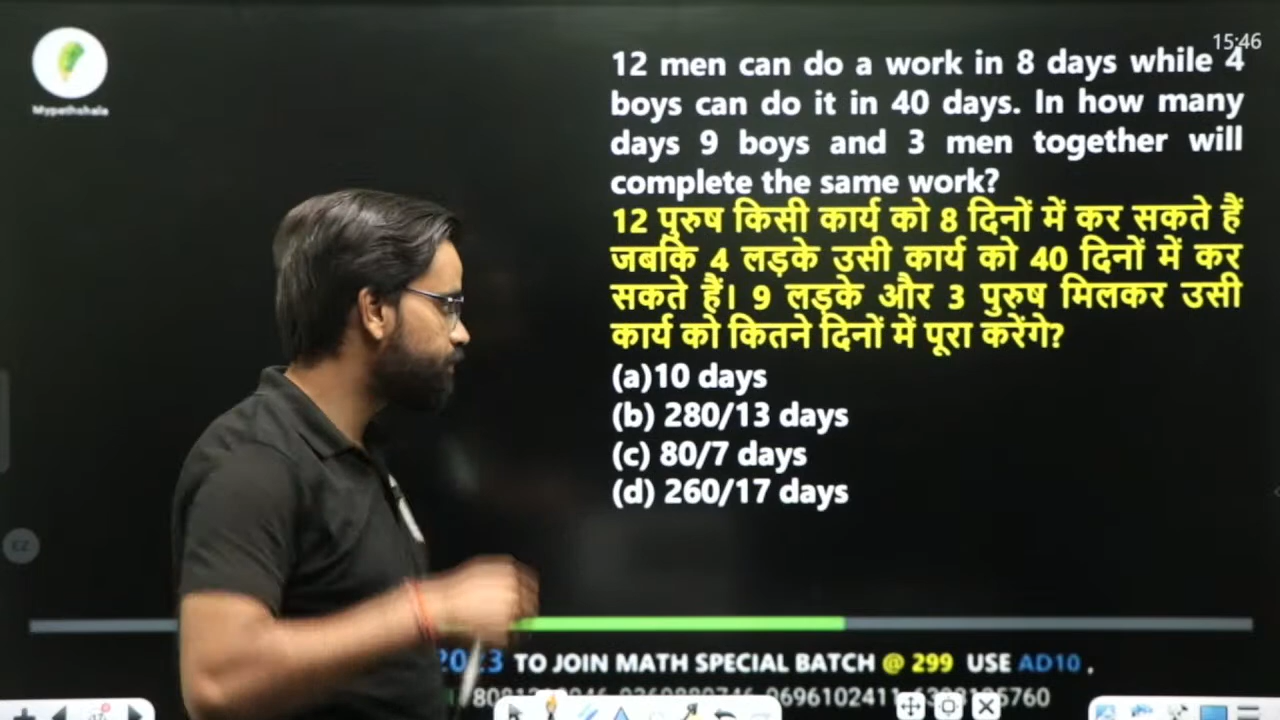 15:46
Mypathshala
12 men can do a work in 8 days while 4
boys can do it in 40 days. In how many
days 9 boys and 3 men together will
complete the same work?
12 पुरुष किसी कार्य को 8 दिनों में कर सकते हैं
जबकि 4 लड़के उसी कार्य को 40 दिनों में कर
सकते हैं। 9 लड़के और 3 पुरुष मिलकर उसी
कार्य को कितने दिनों में पूरा करेंगे?
(a)10 days
(b) 280/13 days
(c) 80/7 days
(d) 260/17 days
EZ
TO JOIN MATH SPECIAL BATCH @ 299 USE AD10 .